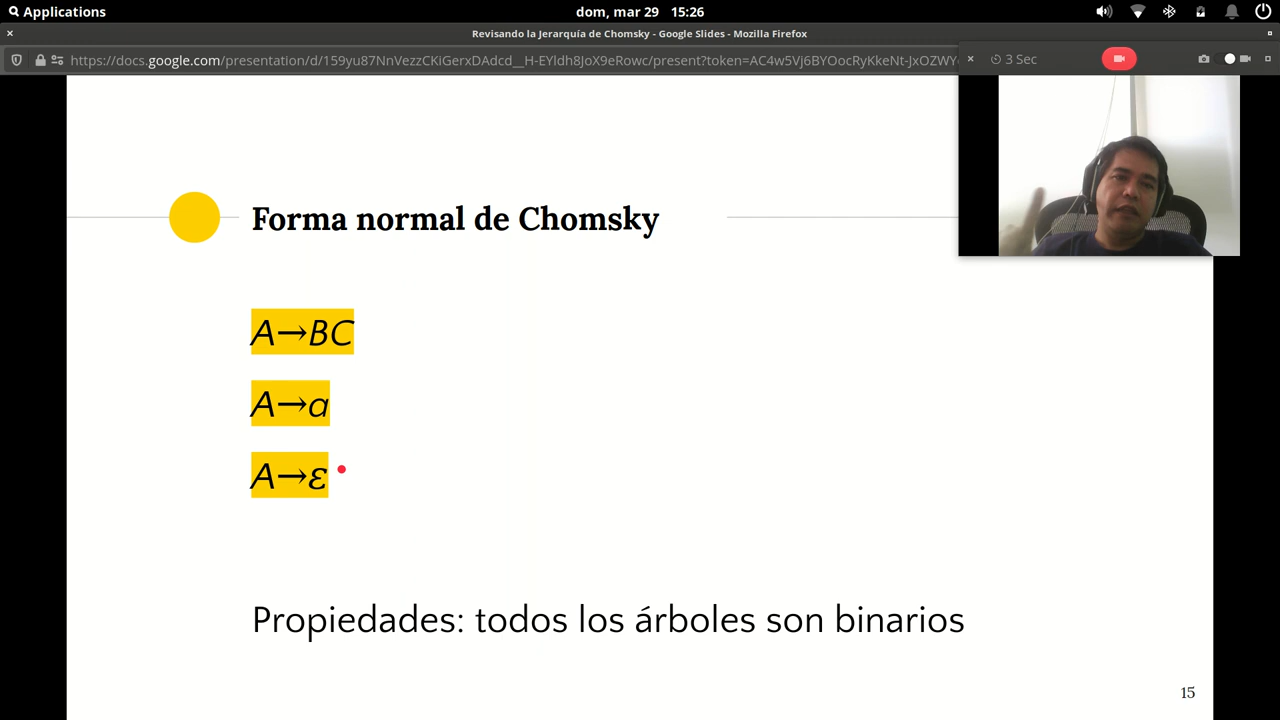 Applications
dom, mar 29 15:26
Revisando la Jerarquía de Chomsky - Google Slides - Mozilla Firefox
https://docs.google.com/presentation/d/159yu87NnVezzCKiGerxDAdcd__H-EYldh8JoX9eRowc/present?token=AC4w5Vj6BYOocRyKkeNt-JxOZWY
3 Sec
Forma normal de Chomsky
A→BC
A→a
A→ε
Propiedades: todos los árboles son binarios
15